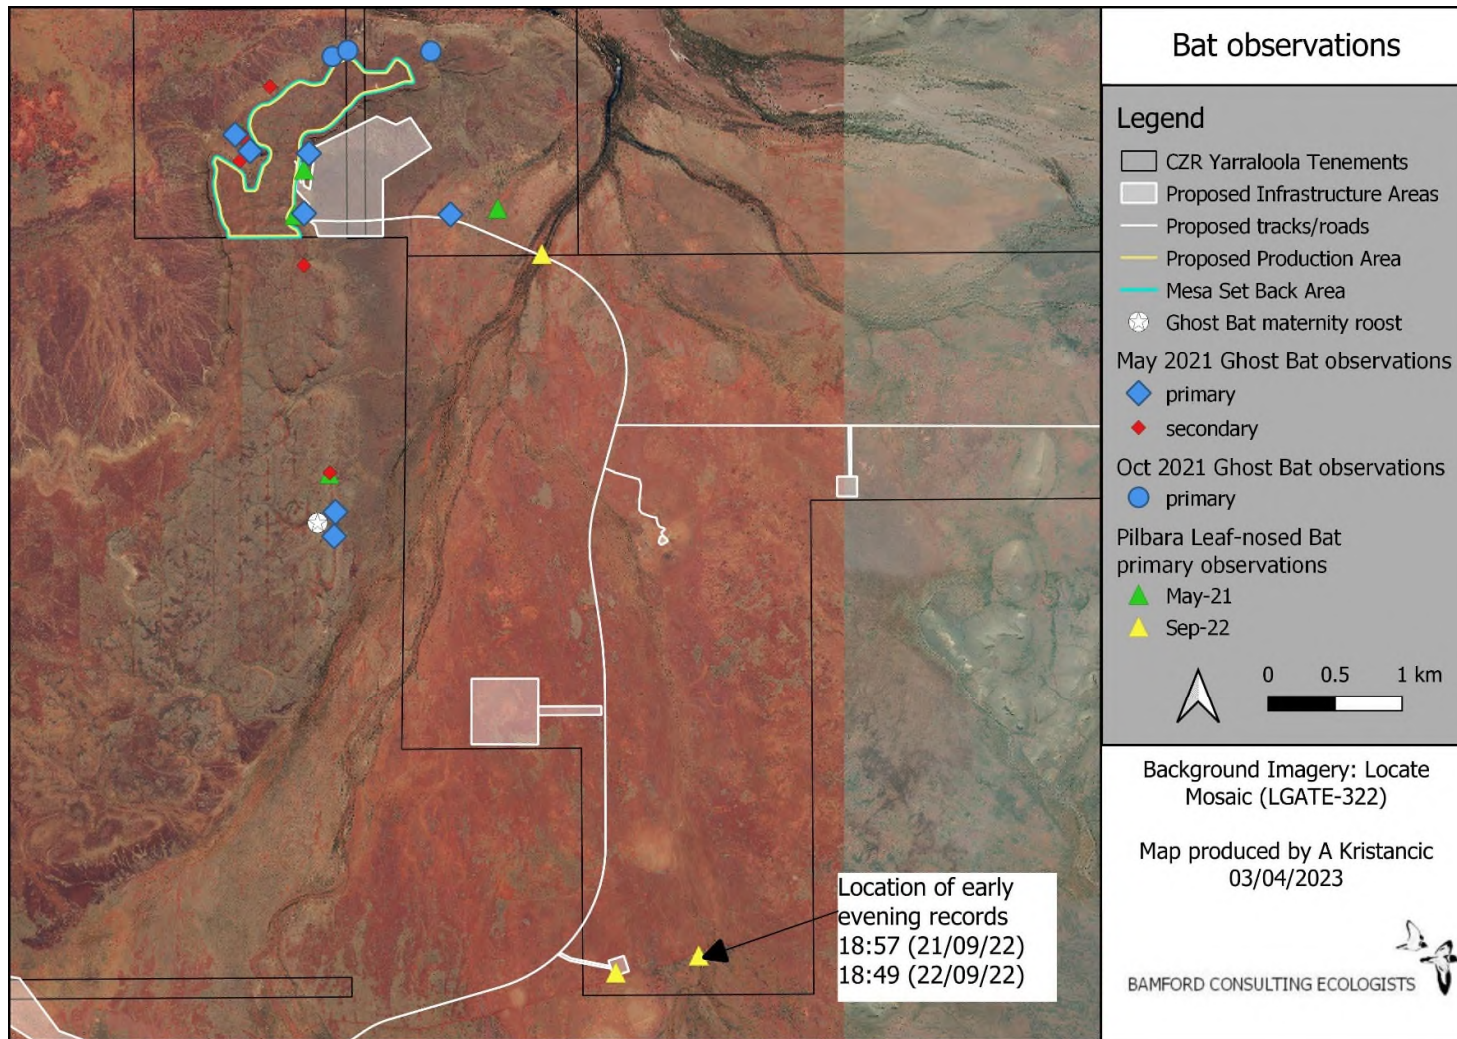 Bat observations
Legend
CZR Yarraloola Tenements
Proposed Infrastructure Areas
Proposed tracks/roads
Proposed Production Area
Mesa Set Back Area
Ghost Bat maternity roost
May 2021 Ghost Bat observations
primary
secondary
Oct 2021 Ghost Bat observations
primary
Pilbara Leaf-nosed Bat
primary observations
May-21
Sep-22
0 0.5 1 km
Background Imagery: Locate
Mosaic (LGATE-322)
Map produced by A Kristancic
03/04/2023
BAMFORD CONSULTING ECOLOGISTS
Location of early
evening records
18:57 (21/09/22)
18:49 (22/09/22)